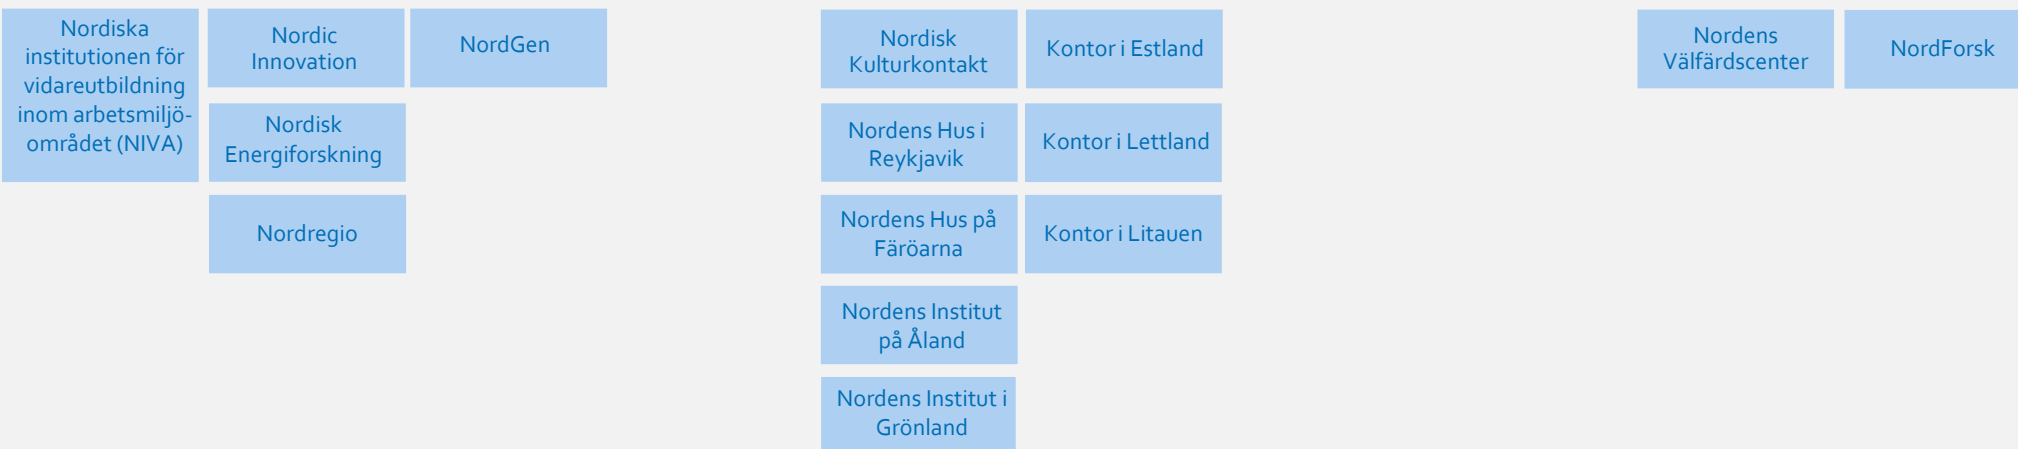 Nordiska
institutionen för
vidareutbildning
inom arbetsmiljö-
området (NIVA)
Nordic
Innovation
NordGen
Nordisk
Energiforskning
Nordregio
Nordisk
Kulturkontakt
Kontor i Estland
Nordens Hus i
Reykjavik
Kontor i Lettland
Nordens Hus på
Färöarna
Kontor i Litauen
Nordens Institut
på Åland
Nordens Institut i
Grönland
Nordens
Välfärdscenter
NordForsk